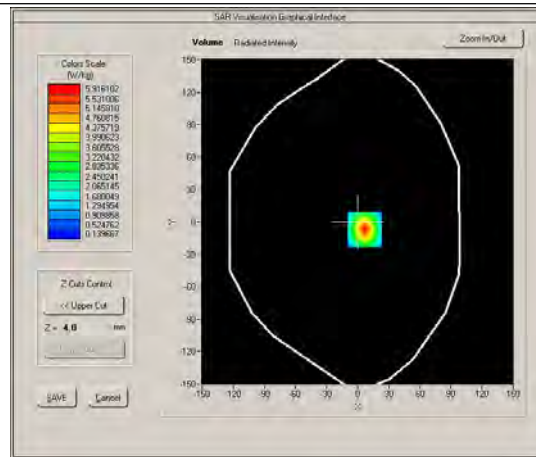 SAR Visualisation Graphical Interface
Volume Radiated Intensity
Zoom In/Out
Colors Scale
(W/kg)
5.916102
5.531006
5.145910
4.760815
4.375719
3.990623
3.605528
3.220432
2.835336
2.450241
2.065145
1.680049
1.294954
0.909858
0.524762
0.139667
150
120
90
60
30
0
-30
-60
-90
-120
-150
Y
-150 -120 -90 -60 -30 0 30 60 90 120 150
X
Z Cuts Control
<< Upper Cut
Z = 4.0 mm
SAVE
Cancel